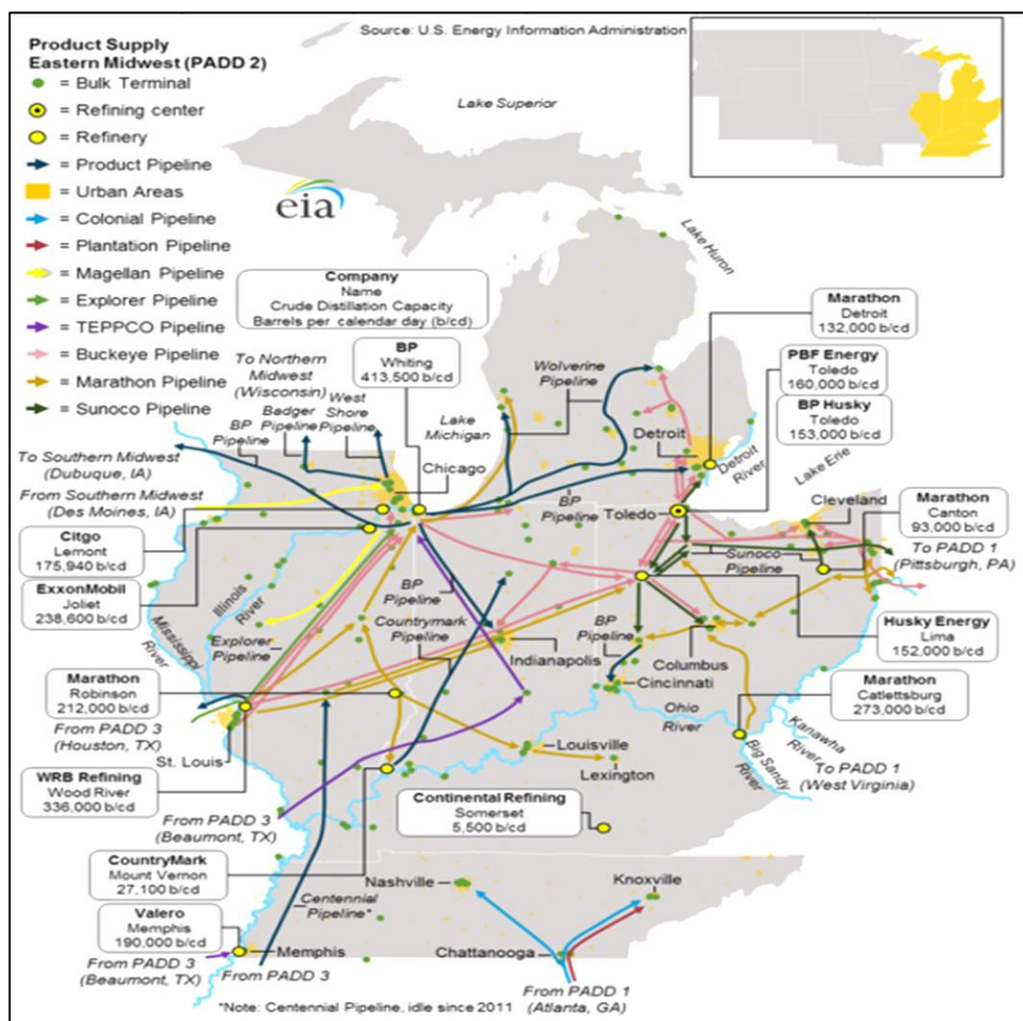 Source: U.S. Energy Information Administration
Product Supply
Eastern Midwest (PADD 2)
= Bulk Terminal
= Refining center
= Refinery
= Product Pipeline
= Urban Areas
= Colonial Pipeline
= Plantation Pipeline
= Magellan Pipeline
= Explorer Pipeline
= TEPPCO Pipeline
= Buckeye Pipeline
= Marathon Pipeline
= Sunoco Pipeline
Lake Superior
eia
Lake Huron
Company
Name
Crude Distillation Capacity
Barrels per calendar day (b/cd)
Marathon
Detroit
132,000 b/cd
PBF Energy
Toledo
160,000 b/cd
BP Husky
Toledo
153,000 b/cd
BP
Whiting
413,500 b/cd
To Northern
Midwest
(Wisconsin)
Badger
Pipeline
West
Shore
Pipeline
BP
Pipeline
Wolverine
Pipeline
Lake
Michigan
Chicago
Detroit
Detroit
River
Lake Erie
Cleveland
To Southern Midwest
(Dubuque, IA)
From Southern Midwest
(Des Moines, IA)
BP
Pipeline
Toledo
Marathon
Canton
93,000 b/cd
Citgo
Lemont
175,940 b/cd
Sunoco
Pipeline
To PADD 1
(Pittsburgh, PA)
ExxonMobil
Joliet
238,600 b/cd
Illinois
River
BP
Pipeline
Countrymark
Pipeline
BP
Pipeline
Husky Energy
Lima
152,000 b/cd
Mississippi
River
Explorer
Pipeline
Indianapolis
Columbus
Cincinnati
Marathon
Robinson
212,000 b/cd
Marathon
Catlettsburg
273,000 b/cd
Ohio
River
Kanawha
River
Big Sandy
River
From PADD 3
(Houston, TX)
St. Louis
Louisville
Lexington
To PADD 1
(West Virginia)
WRB Refining
Wood River
336,000 b/cd
From PADD 3
(Beaumont, TX)
Continental Refining
Somerset
5,500 b/cd
CountryMark
Mount Vernon
27,100 b/cd
Nashville
Knoxville
Centennial
Pipeline*
Valero
Memphis
190,000 b/cd
Memphis
Chattanooga
From PADD 3
(Beaumont, TX)
From PADD 3
From PADD 1
(Atlanta, GA)
*Note: Centennial Pipeline, idle since 2011